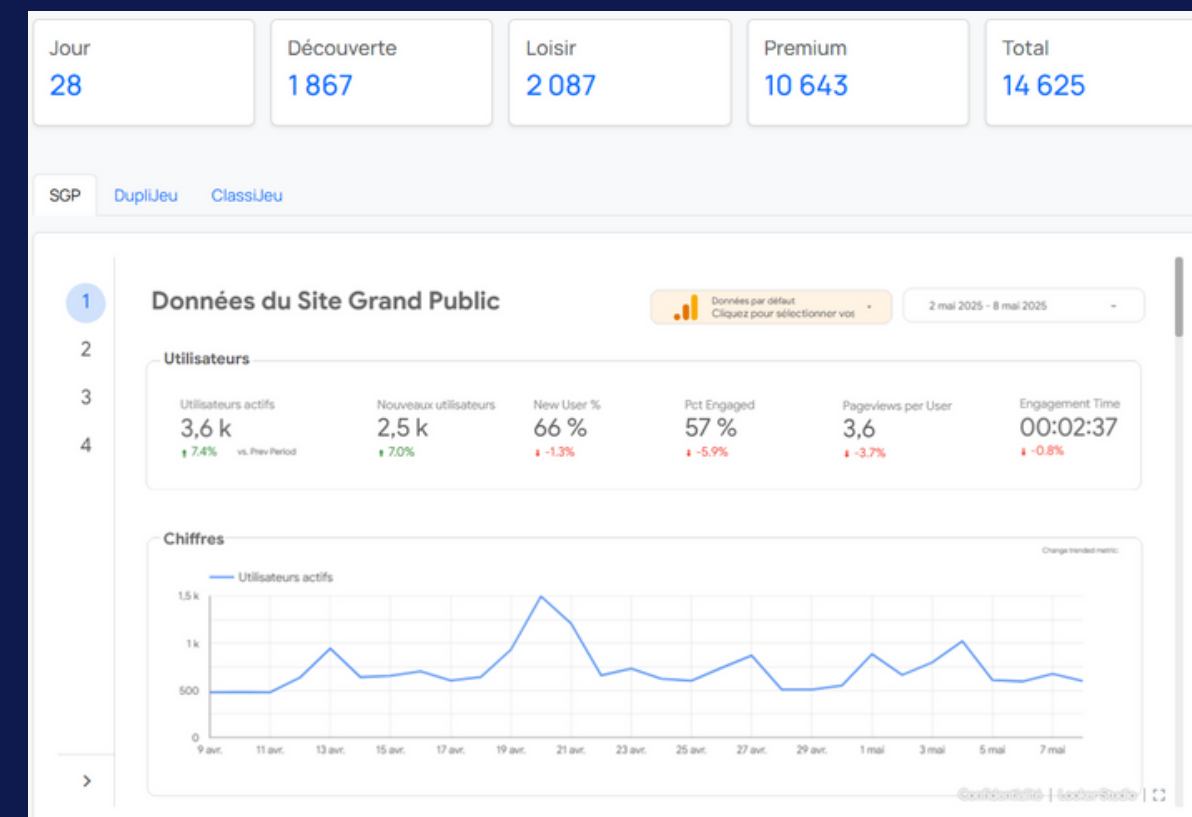 Jour
28
Découverte
1 867
Loisir
2 087
Premium
10 643
Total
14 625
SGP DupliJeu ClassiJeu
1
2
3
4
Données du Site Grand Public
Données par défaut
Cliquez pour sélectionner vos
2 mai 2025 - 8 mai 2025
Utilisateurs
Utilisateurs actifs
3,6 k
7.4% vs. Prev Period
Nouveaux utilisateurs
2,5 k
7.0%
New User %
66 %
-1.3%
Pct Engaged
57 %
-5.9%
Pageviews per User
3,6
-3.7%
Engagement Time
00:02:37
-0.8%
Chiffres
Change trended metric
Utilisateurs actifs
1,5 k
1 k
500
0
9 avr. 11 avr. 13 avr. 15 avr. 17 avr. 19 avr. 21 avr. 23 avr. 25 avr. 27 avr. 29 avr. 1 mai 3 mai 5 mai 7 mai
Confidentialité | Looker Studio |